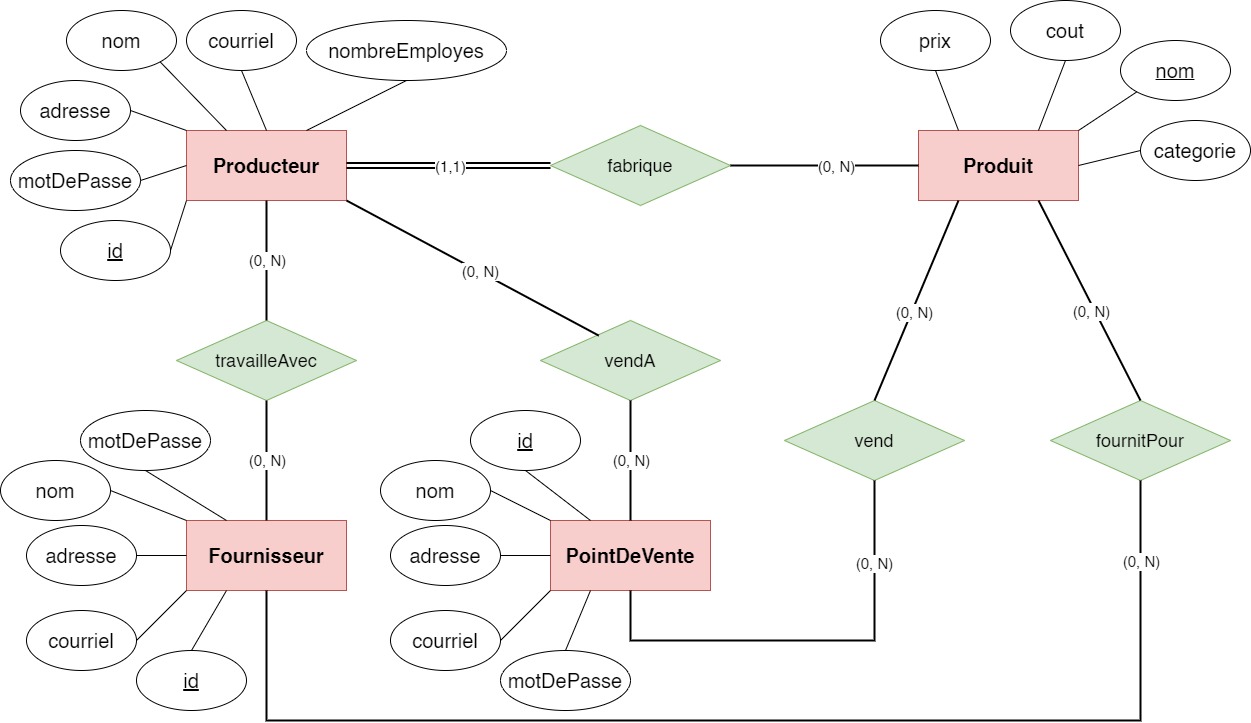 nom
courriel
nombreEmployes
prix
cout
nom
adresse
categorie
motDePasse
Producteur
(1,1)
fabrique
(0, N)
Produit
id
(0, N)
(0, N)
(0, N)
(0, N)
travailleAvec
vendA
motDePasse
id
vend
fournitPour
(0, N)
(0, N)
nom
nom
adresse
Fournisseur
adresse
PointDeVente
(0, N)
(0, N)
courriel
courriel
id
motDePasse